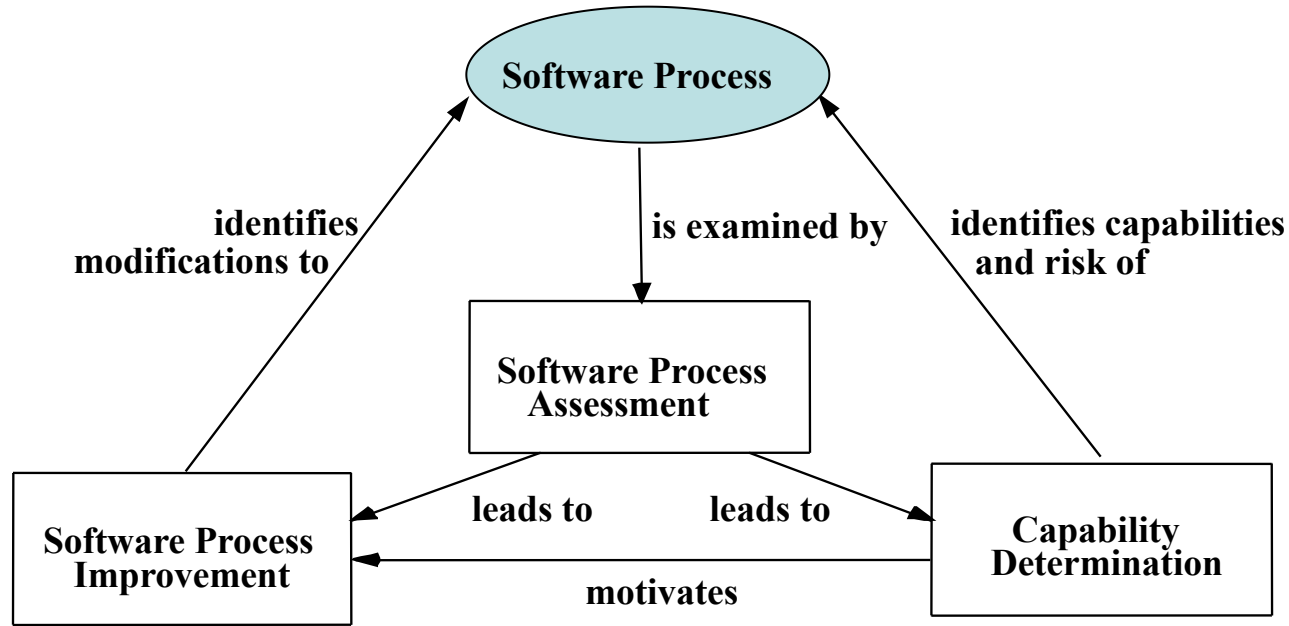 Software Process
identifies
modifications to
is examined by
identifies capabilities
and risk of
Software Process
Assessment
leads to
leads to
Software Process
Improvement
Capability
Determination
motivates